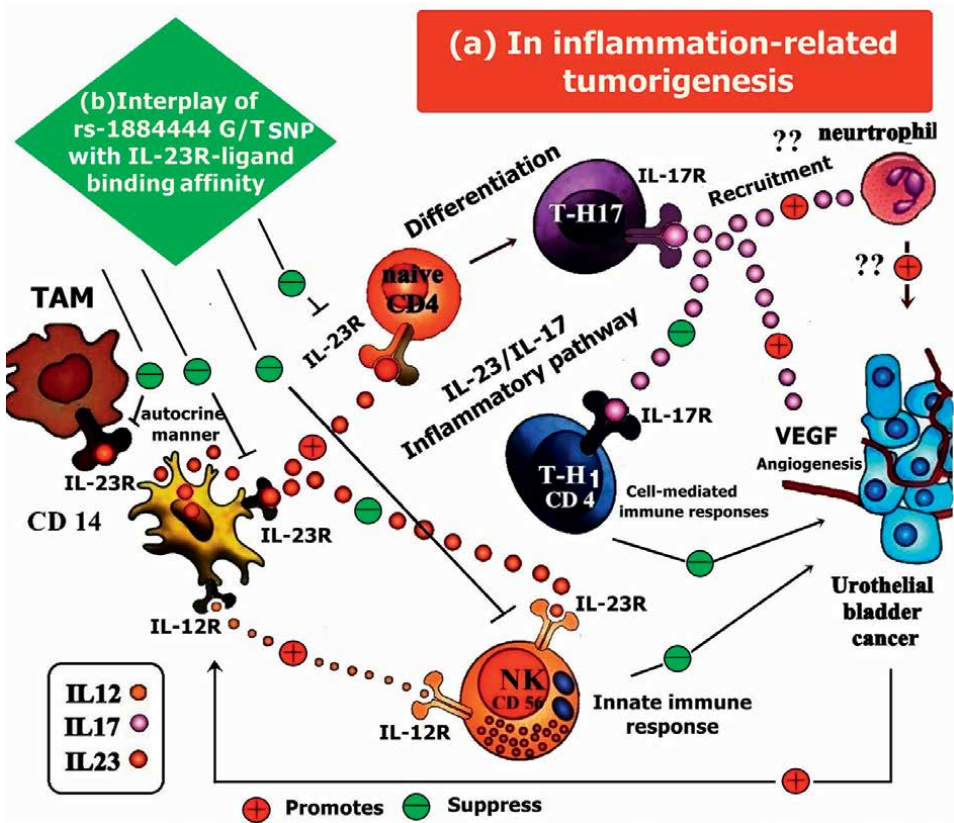 (a) In inflammation-related
tumorigenesis
(b)Interplay of
rs-1884444 G/T SNP
with IL-23R-ligand
binding affinity
?? neurtrophil
Recruitment
IL-17R
T-H17
Differentiation
naive
CD4
IL-23R
??
TAM
IL-23/IL-17
Inflammatory pathway
autocrine
manner
IL-23R
CD 14
IL-23R
IL-17R
T-H1
CD 4
VEGF
Angiogenesis
Cell-mediated
immune responses
IL-12R
IL-23R
Urothelial
bladder
cancer
NK
CD 56
IL-12R
Innate immune
response
IL12
IL17
IL23
Promotes
Suppress